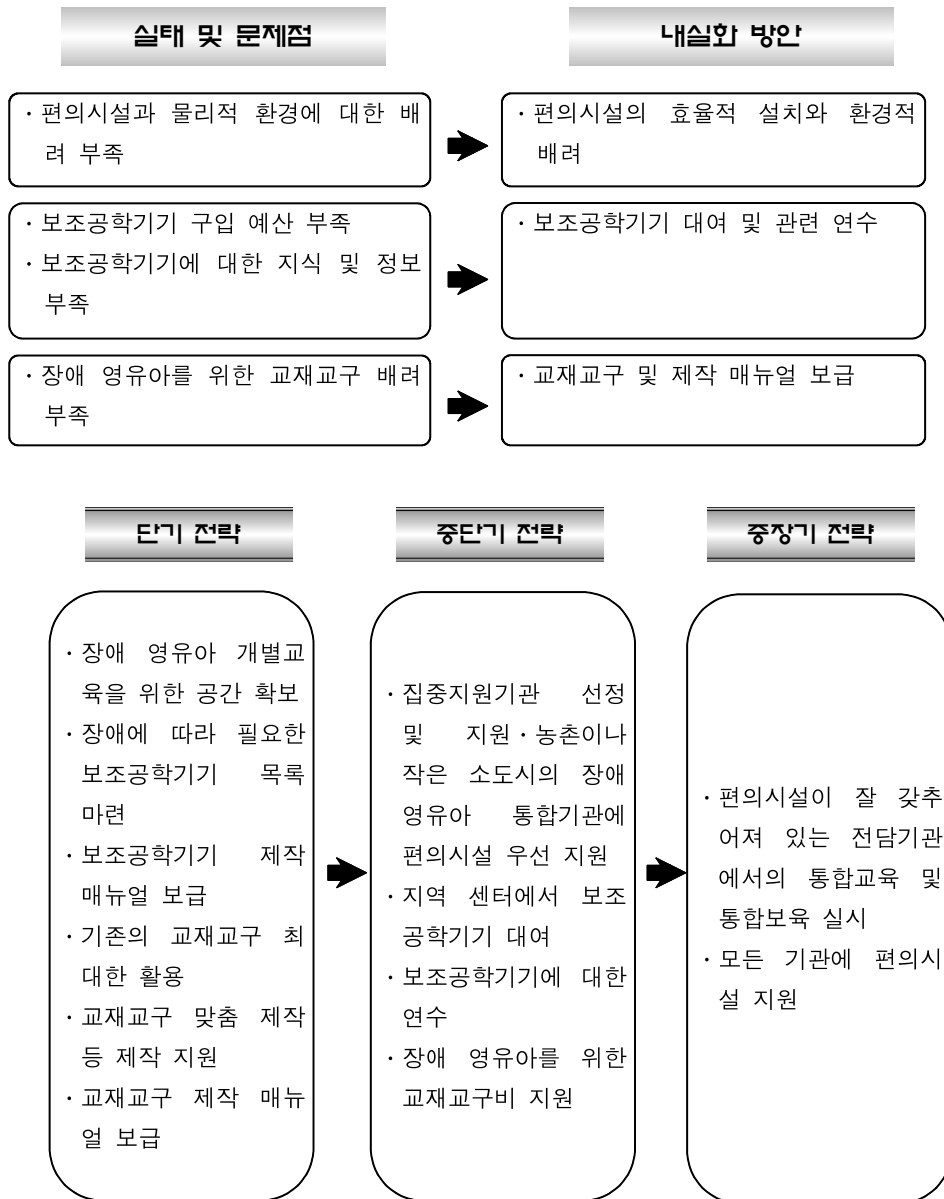 실태 및 문제점
내실화 방안
· 편의시설과 물리적 환경에 대한 배
려 부족
· 편의시설의 효율적 설치와 환경적
배려
· 보조공학기기 구입 예산 부족
· 보조공학기기에 대한 지식 및 정보
부족
· 보조공학기기 대여 및 관련 연수
· 장애 영유아를 위한 교재교구 배려
부족
· 교재교구 및 제작 매뉴얼 보급
단기 전략
중단기 전략
중장기 전략
· 장애 영유아 개별교
육을 위한 공간 확보
· 장애에 따라 필요한
보조공학기기 목록
마련
· 보조공학기기 제작
매뉴얼 보급
· 기존의 교재교구 최
대한 활용
· 교재교구 맞춤 제작
등 제작 지원
· 교재교구 제작 매뉴
얼 보급
· 집중지원기관 선정
및 지원 · 농촌이나
작은 소도시의 장애
영유아 통합기관에
편의시설 우선 지원
· 지역 센터에서 보조
공학기기 대여
· 보조공학기기에 대한
연수
· 장애 영유아를 위한
교재교구비 지원
· 편의시설이 잘 갖추
어져 있는 전담기관
에서의 통합교육 및
통합보육 실시
· 모든 기관에 편의시
설 지원